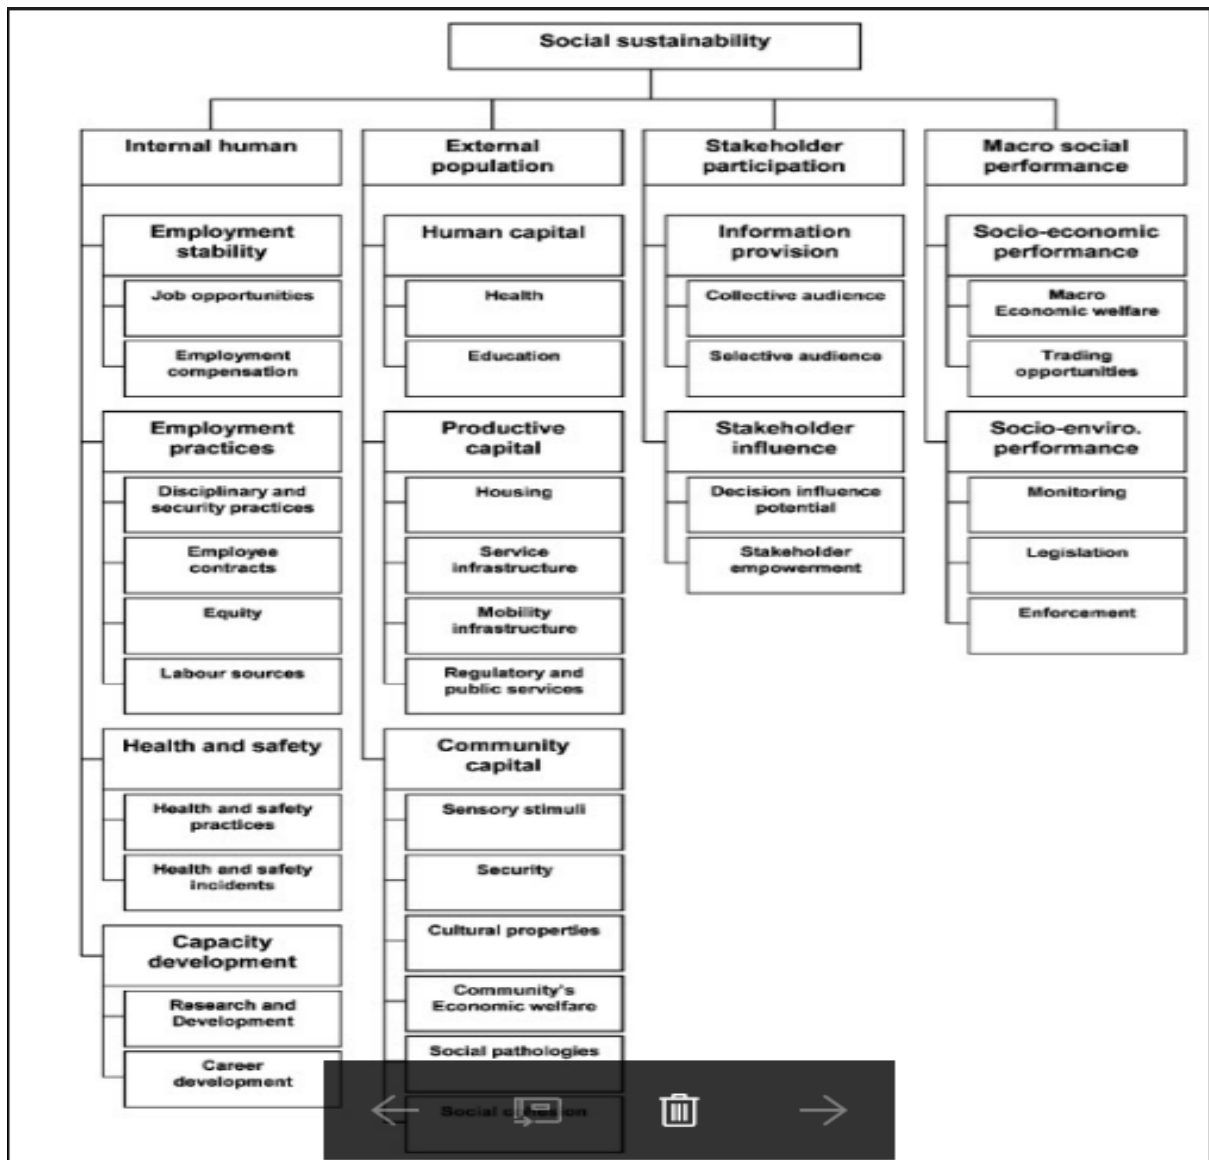 Social sustainability
Internal human
Employment
stability
Job opportunities
Employment
compensation
Employment
practices
Disciplinary and
security practices
Employee
contracts
Equity
Labour sources
Health and safety
Health and safety
practices
Health and safety
incidents
Capacity
development
Research and
Development
Career
development
External
population
Human capital
Health
Education
Productive
capital
Housing
Service
infrastructure
Mobility
infrastructure
Regulatory and
public services
Community
capital
Sensory stimuli
Security
Cultural properties
Community's
Economic welfare
Social pathologies
Social cohesion
Stakeholder
participation
Information
provision
Collective audience
Selective audience
Stakeholder
influence
Decision influence
potential
Stakeholder
empowerment
Macro social
performance
Socio-economic
performance
Macro
Economic welfare
Trading
opportunities
Socio-enviro.
performance
Monitoring
Legislation
Enforcement